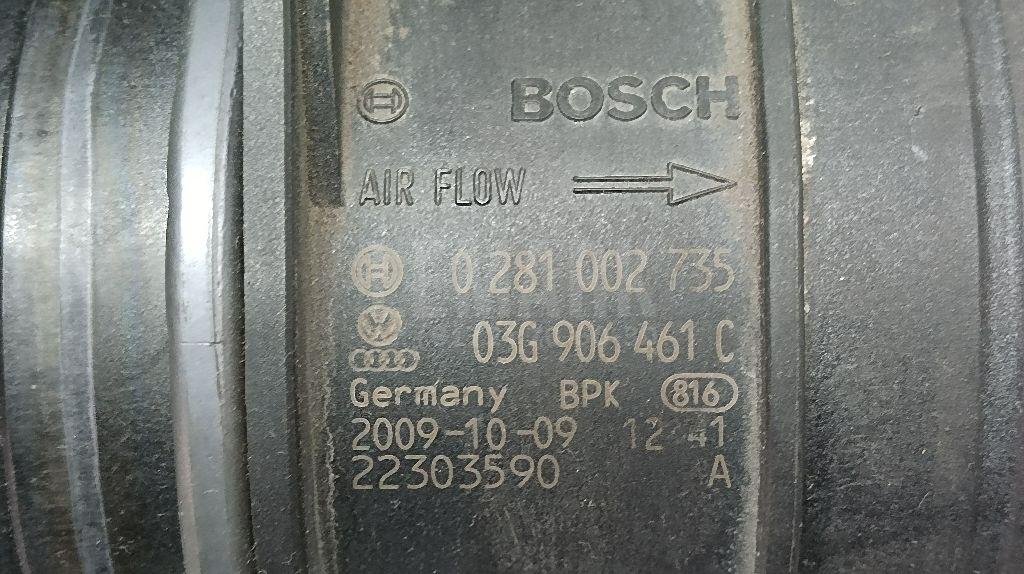 BOSCH
AIR FLOW
0 281 002 735
03G 906 461 C
Germany BPK 816
2009-10-09 12 41
22303590 A